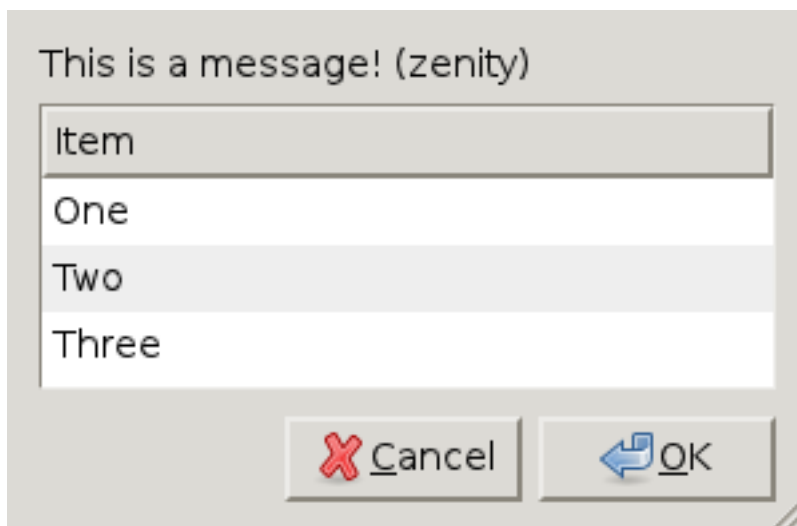 This is a message! (zenity)
Item
One
Two
Three
Cancel OK